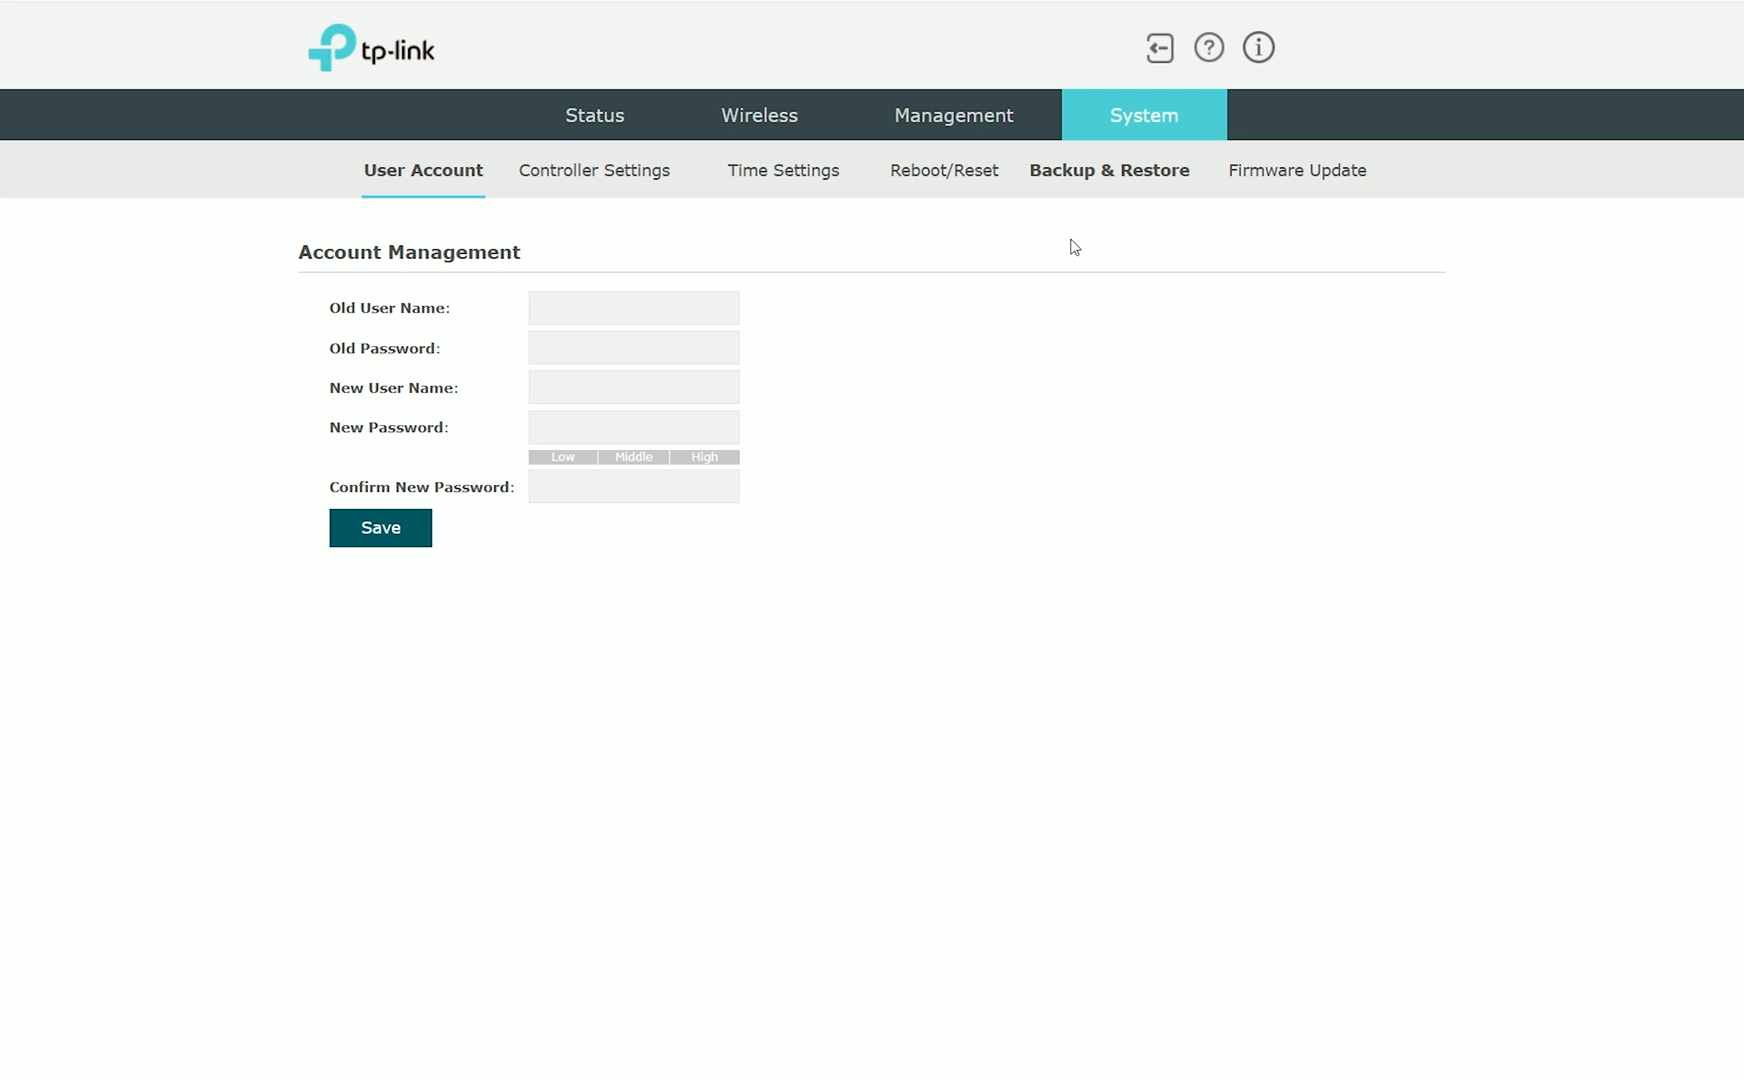 tp-link
Status Wireless Management System
User Account Controller Settings Time Settings Reboot/Reset Backup & Restore Firmware Update
Account Management
Old User Name:
Old Password:
New User Name:
New Password:
Low Middle High
Confirm New Password:
Save